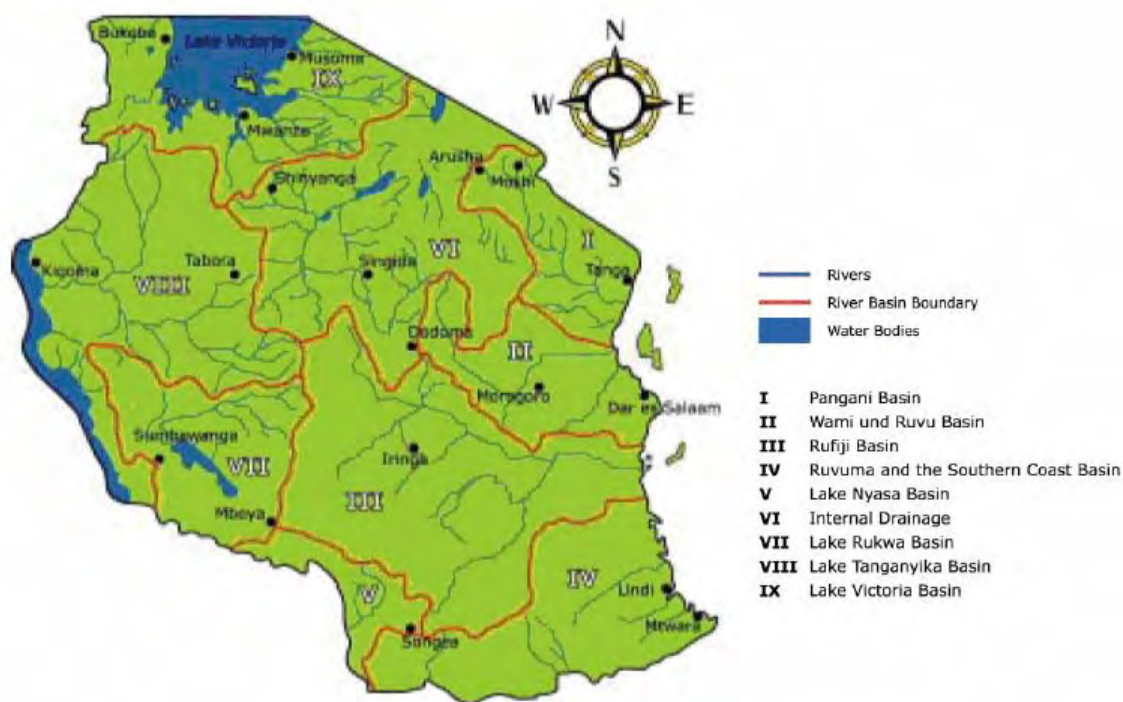 Bukoba
Lake Victoria
Musoma
IX
Mwanza
N
W
E
S
Arusha
Moshi
Shinyanga
I
VI
Kigoma
Tabora
Singida
Tanga
VIII
Dodoma
II
Morogoro
Dar es Salaam
Sumbawanga
VII
Iringa
III
Mbeya
IV
V
Lindi
Mtwara
Songea
Rivers
River Basin Boundary
Water Bodies
I Pangani Basin
II Wami und Ruvu Basin
III Rufiji Basin
IV Ruvuma and the Southern Coast Basin
V Lake Nyasa Basin
VI Internal Drainage
VII Lake Rukwa Basin
VIII Lake Tanganyika Basin
IX Lake Victoria Basin